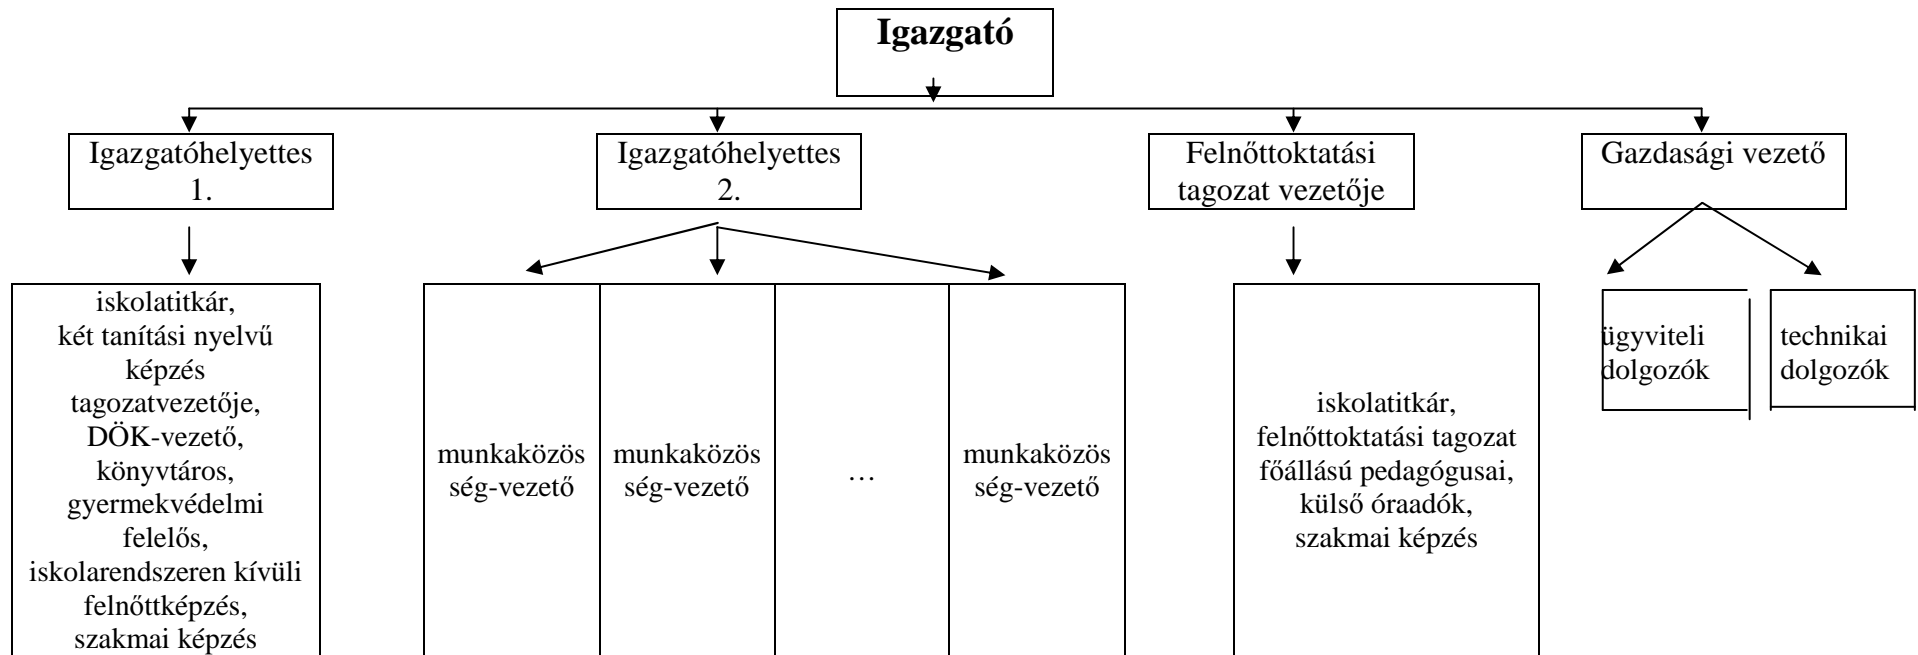 Igazgató
Igazgatóhelyettes
1.
Igazgatóhelyettes
2.
Felnőttoktatási
tagozat vezetője
Gazdasági vezető
iskolatitkár,
két tanítási nyelvű
képzés
tagozatvezetője,
DÖK-vezető,
könyvtáros,
gyermekvédelmi
felelős,
iskolarendszeren kívüli
felnőttképzés,
szakmai képzés
munkaközös
ség-vezető
munkaközös
ség-vezető
…
munkaközös
ség-vezető
iskolatitkár,
felnőttoktatási tagozat
főállású pedagógusai,
külső óraadók,
szakmai képzés
ügyviteli
dolgozók
technikai
dolgozók